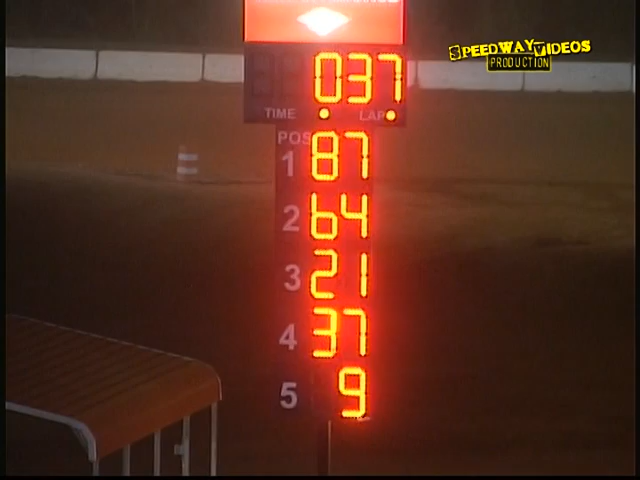 SPEEDWAY VIDEOS
PRODUCTION
037
TIME LAP
POS
1 87
2 64
3 21
4 37
5 9